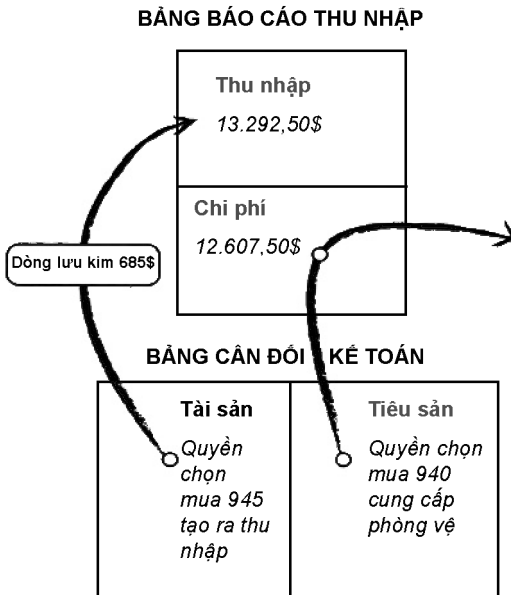 BẢNG BÁO CÁO THU NHẬP
Thu nhập
13.292,50$
Chi phí
12.607,50$
Dòng lưu kim 685$
BẢNG CÂN ĐỐI KẾ TOÁN
Tài sản
Quyền
chọn
mua 945
tạo ra thu
nhập
Tiêu sản
Quyền chọn
mua 940
cung cấp
phòng vệ